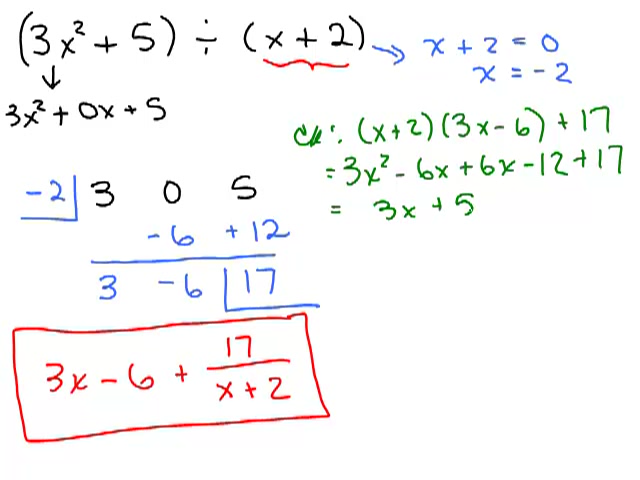 (3x² + 5) ÷ (x + 2) → x + 2 = 0
x = -2
↓
3x² + 0x + 5
ck: (x+2)(3x-6) + 17
= 3x² - 6x + 6x - 12 + 17
= 3x + 5
-2| 3 0 5
-6 +12
3 -6 |17
3x - 6 + 17/(x + 2)